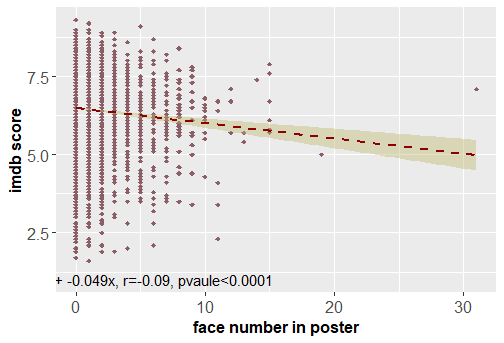 7.5
5.0
2.5
imdb score
+ -0.049x, r=-0.09, pvaule<0.0001
0 10 20 30
face number in poster